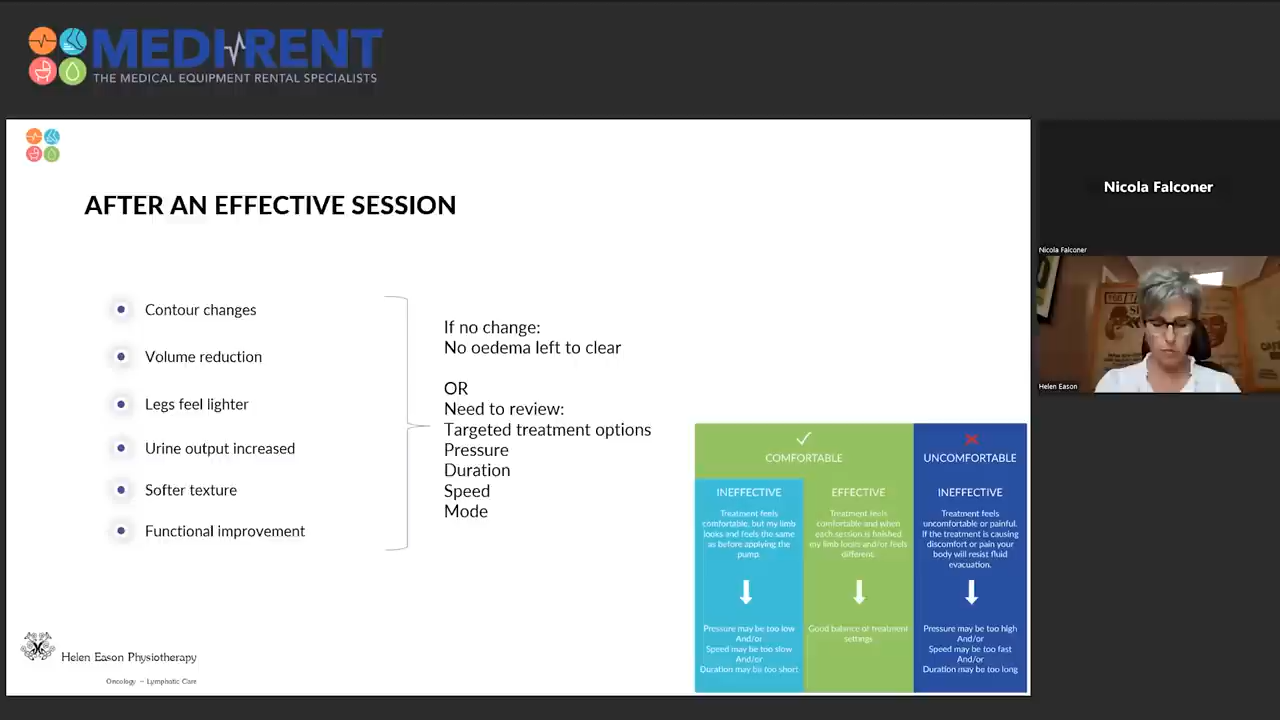 MEDI RENT
THE MEDICAL EQUIPMENT RENTAL SPECIALISTS
AFTER AN EFFECTIVE SESSION
Contour changes
Volume reduction
Legs feel lighter
Urine output increased
Softer texture
Functional improvement
If no change:
No oedema left to clear
OR
Need to review:
Targeted treatment options
Pressure
Duration
Speed
Mode
COMFORTABLE
UNCOMFORTABLE
INEFFECTIVE
Treatment feels
comfortable, but my limb
looks and feels the same
as before applying the
pump.
Pressure may be too low
And/or
Speed may be too slow
And/or
Duration may be too short
EFFECTIVE
Treatment feels
comfortable and when
each session is finished
my limb looks and/or feels
different.
Good balance of treatment
settings
INEFFECTIVE
Treatment feels
uncomfortable or painful.
If the treatment is causing
discomfort or pain your
body will resist fluid
evacuation.
Pressure may be too high
And/or
Speed may be too fast
And/or
Duration may be too long
Helen Eason Physiotherapy
Oncology – Lymphatic Care
Nicola Falconer
Nicola Falconer
Helen Eason